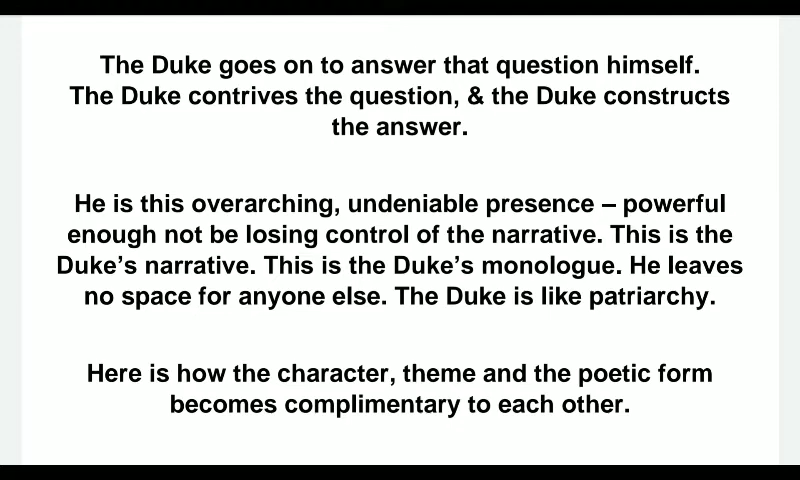 The Duke goes on to answer that question himself.
The Duke contrives the question, & the Duke constructs
the answer.
He is this overarching, undeniable presence – powerful
enough not be losing control of the narrative. This is the
Duke’s narrative. This is the Duke’s monologue. He leaves
no space for anyone else. The Duke is like patriarchy.
Here is how the character, theme and the poetic form
becomes complimentary to each other.